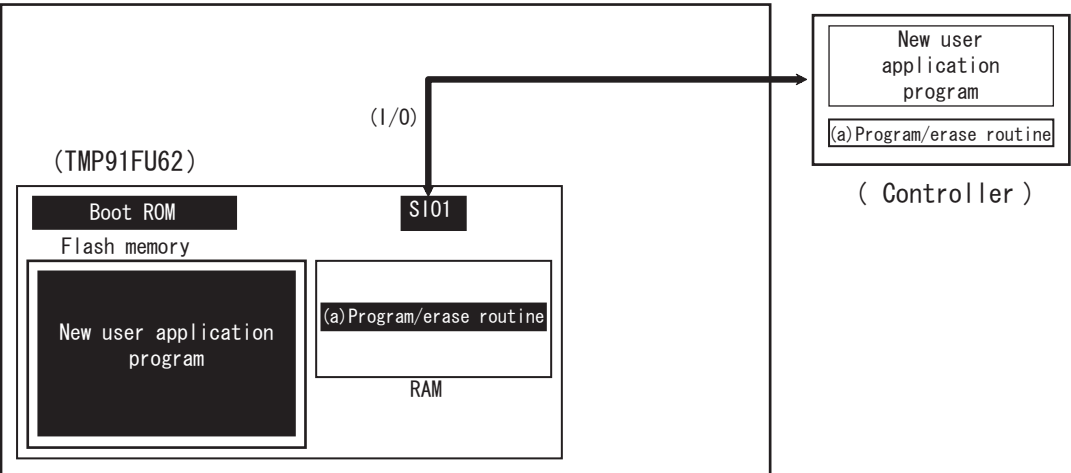 New user
application
program
(a)Program/erase routine
( Controller )
(I/O)
(TMP91FU62)
Boot ROM
SIO1
Flash memory
New user application
program
(a)Program/erase routine
RAM